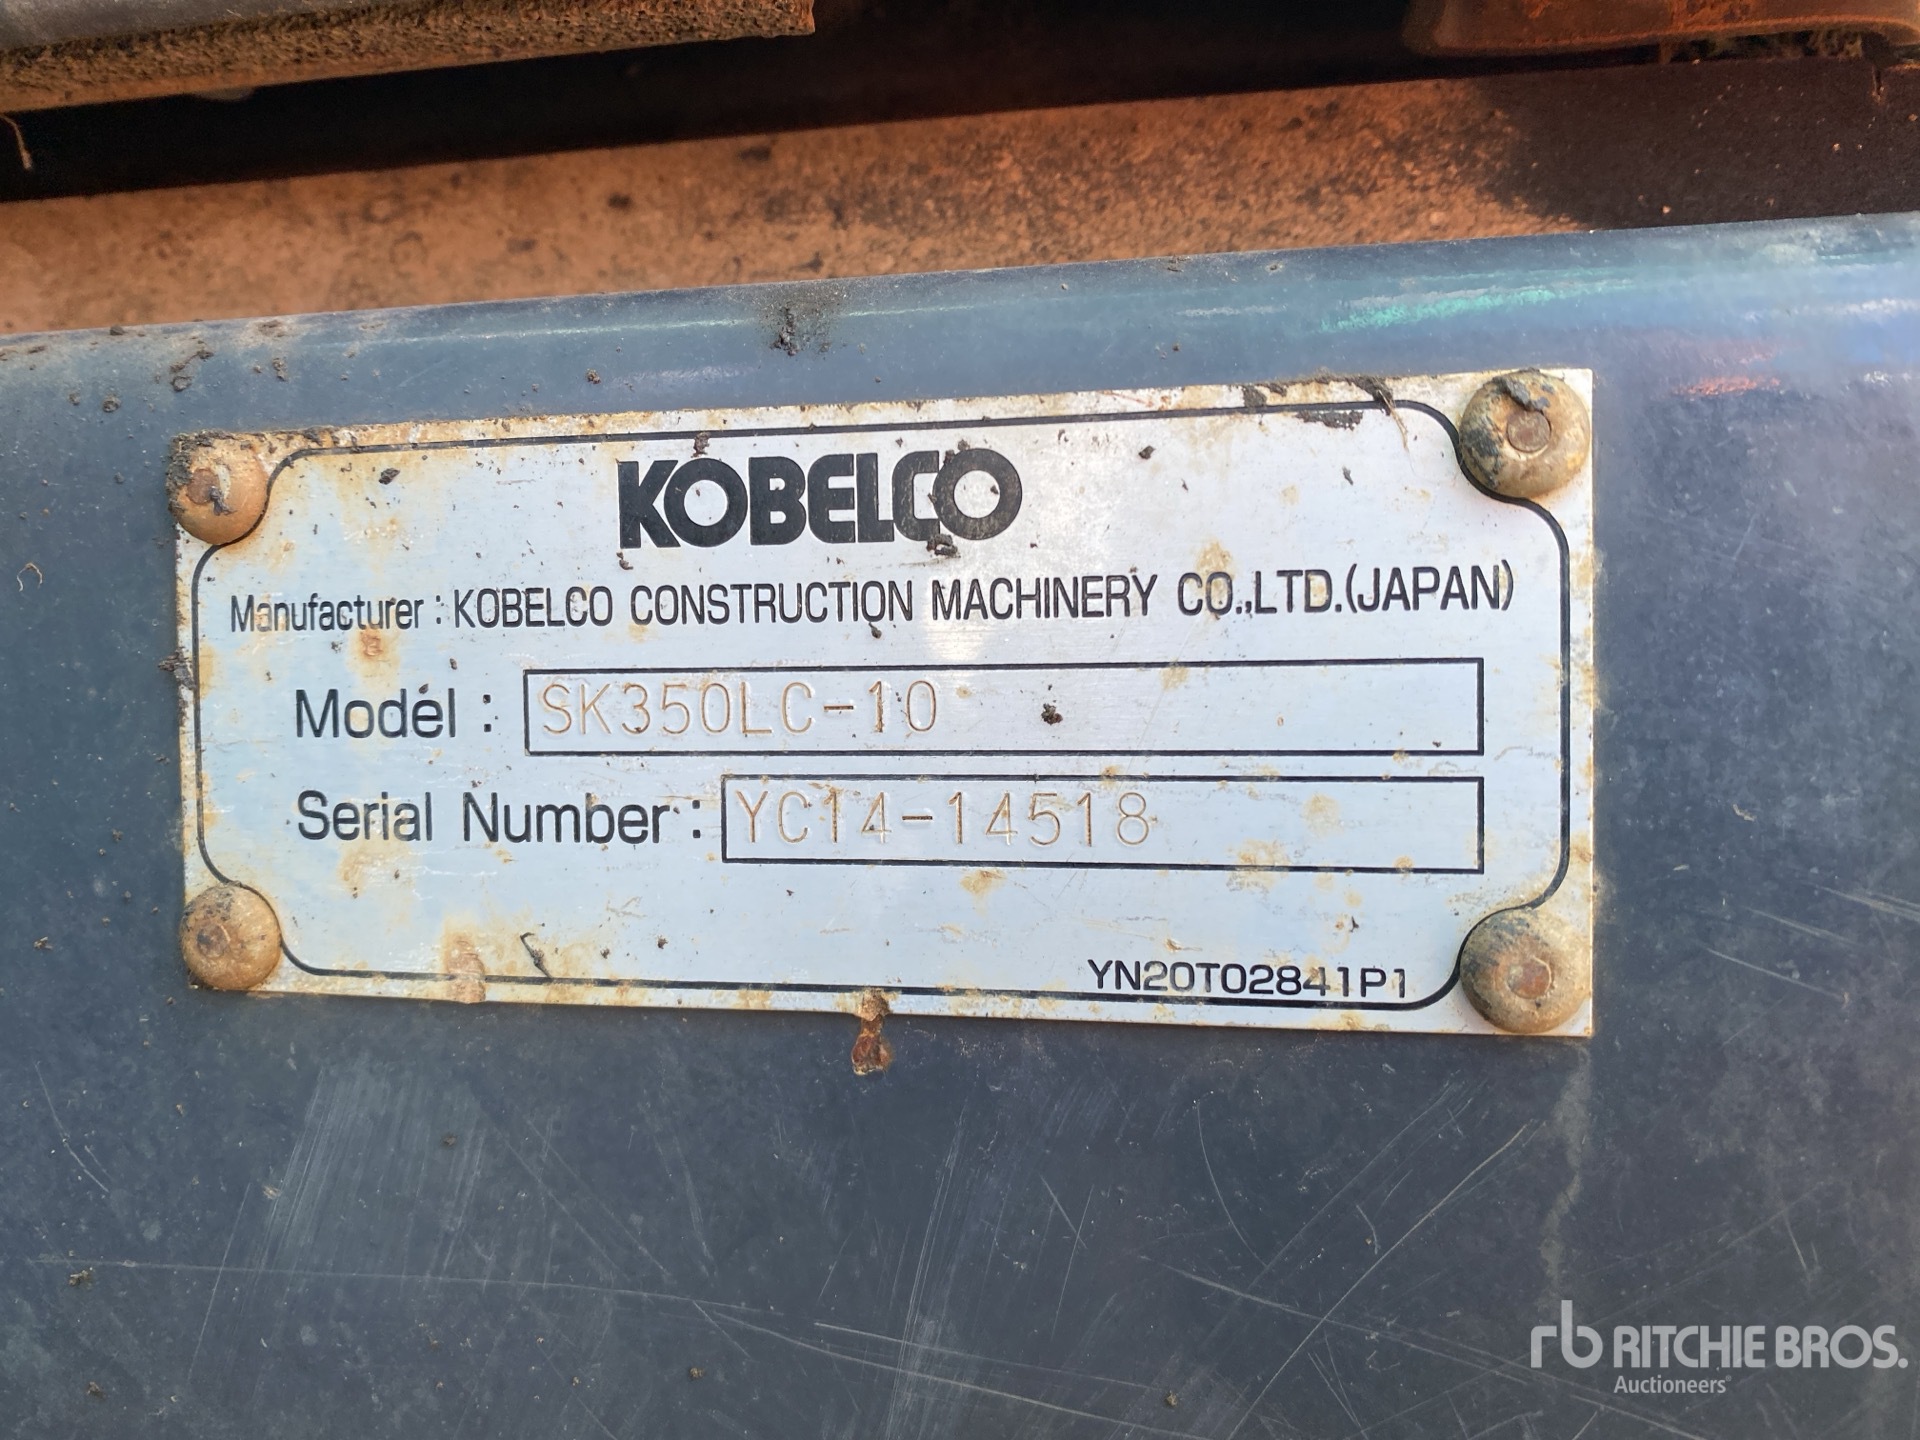 KOBELCO
Manufacturer : KOBELCO CONSTRUCTION MACHINERY CO.,LTD.(JAPAN)
Model : SK350LC-10
Serial Number : YC14-14518
YN20T02841P1
rb RITCHIE BROS.
Auctioneers